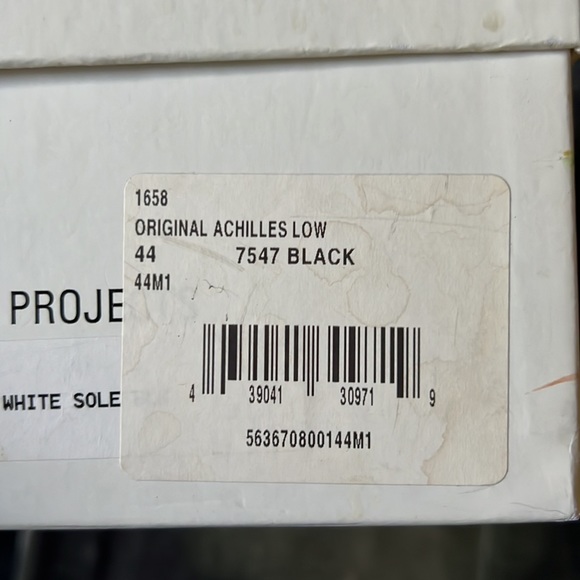 1658
ORIGINAL ACHILLES LOW
44 7547 BLACK
44M1
PROJE
WHITE SOLE
4 39041 30971 9
563670800144M1